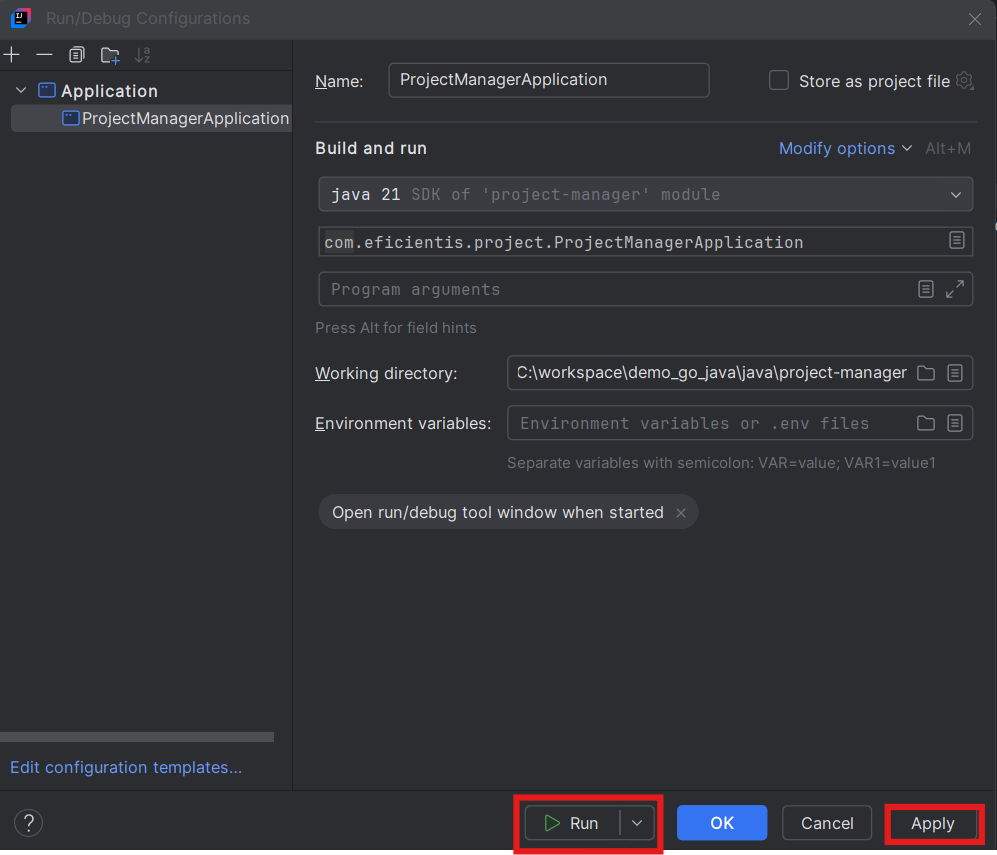 Run/Debug Configurations
Application
ProjectManagerApplication
Name: ProjectManagerApplication Store as project file
Build and run Modify options Alt+M
java 21 SDK of 'project-manager' module
com.eficientis.project.ProjectManagerApplication
Program arguments
Press Alt for field hints
Working directory: C:\workspace\demo_go_java\java\project-manager
Environment variables: Environment variables or .env files
Separate variables with semicolon: VAR=value; VAR1=value1
Open run/debug tool window when started
Edit configuration templates...
? Run OK Cancel Apply